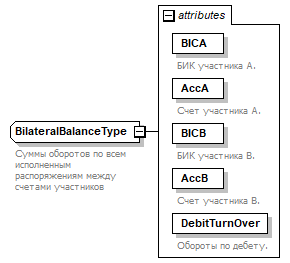 attributes
BICA
БИК участника А.
AccA
Счет участника А.
BilateralBalanceType
Суммы оборотов по всем
исполненным
распоряжениям между
счетами участников
BICB
БИК участника В.
AccB
Счет участника В.
DebitTurnOver
Обороты по дебету.